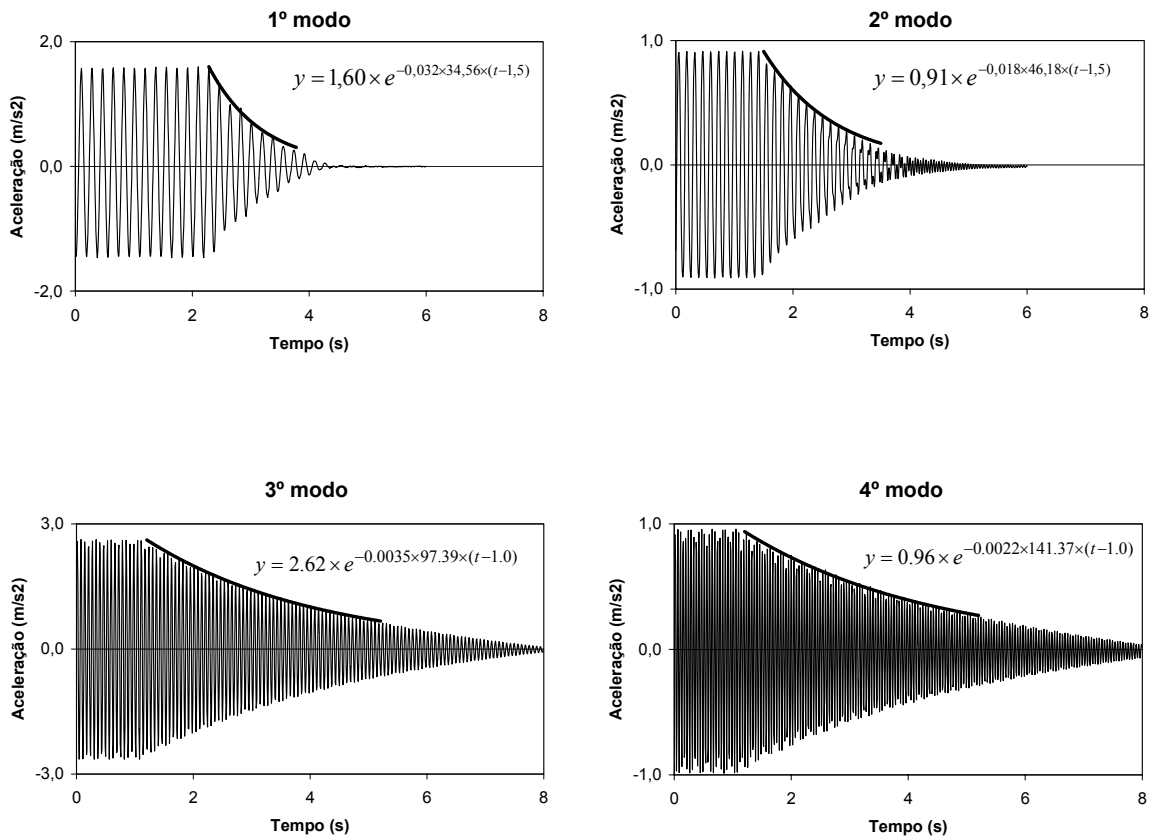 1º modo
2,0
0,0
-2,0
0
2
4
6
8
Aceleração (m/s2)
Tempo (s)
y = 1,60 × e^{-0,032×34,56×(t-1,5)}
2º modo
1,0
0,0
-1,0
0
2
4
6
8
Aceleração (m/s2)
Tempo (s)
y = 0,91 × e^{-0,018×46,18×(t-1,5)}
3º modo
3,0
0,0
-3,0
0
2
4
6
8
Aceleração (m/s2)
Tempo (s)
y = 2.62 × e^{-0.0035×97.39×(t-1.0)}
4º modo
1,0
0,0
-1,0
0
2
4
6
8
Aceleração (m/s2)
Tempo (s)
y = 0.96 × e^{-0.0022×141.37×(t-1.0)}